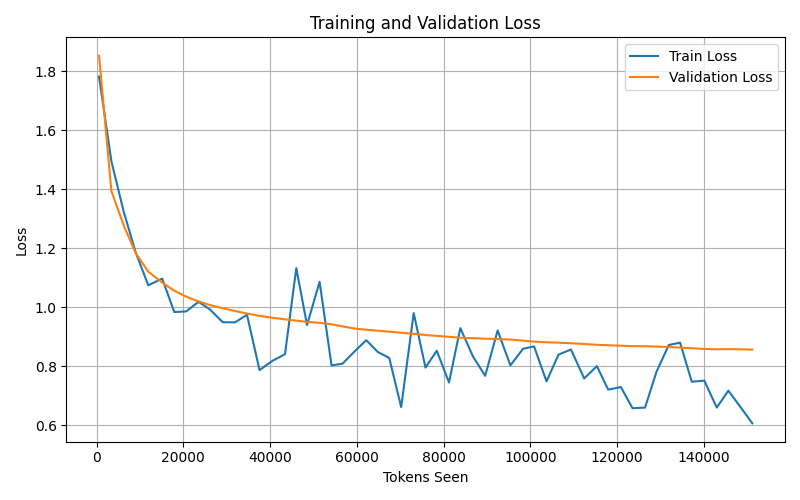 Training and Validation Loss
Train Loss
Validation Loss
1.8
1.6
1.4
1.2
1.0
0.8
0.6
Loss
0 20000 40000 60000 80000 100000 120000 140000
Tokens Seen